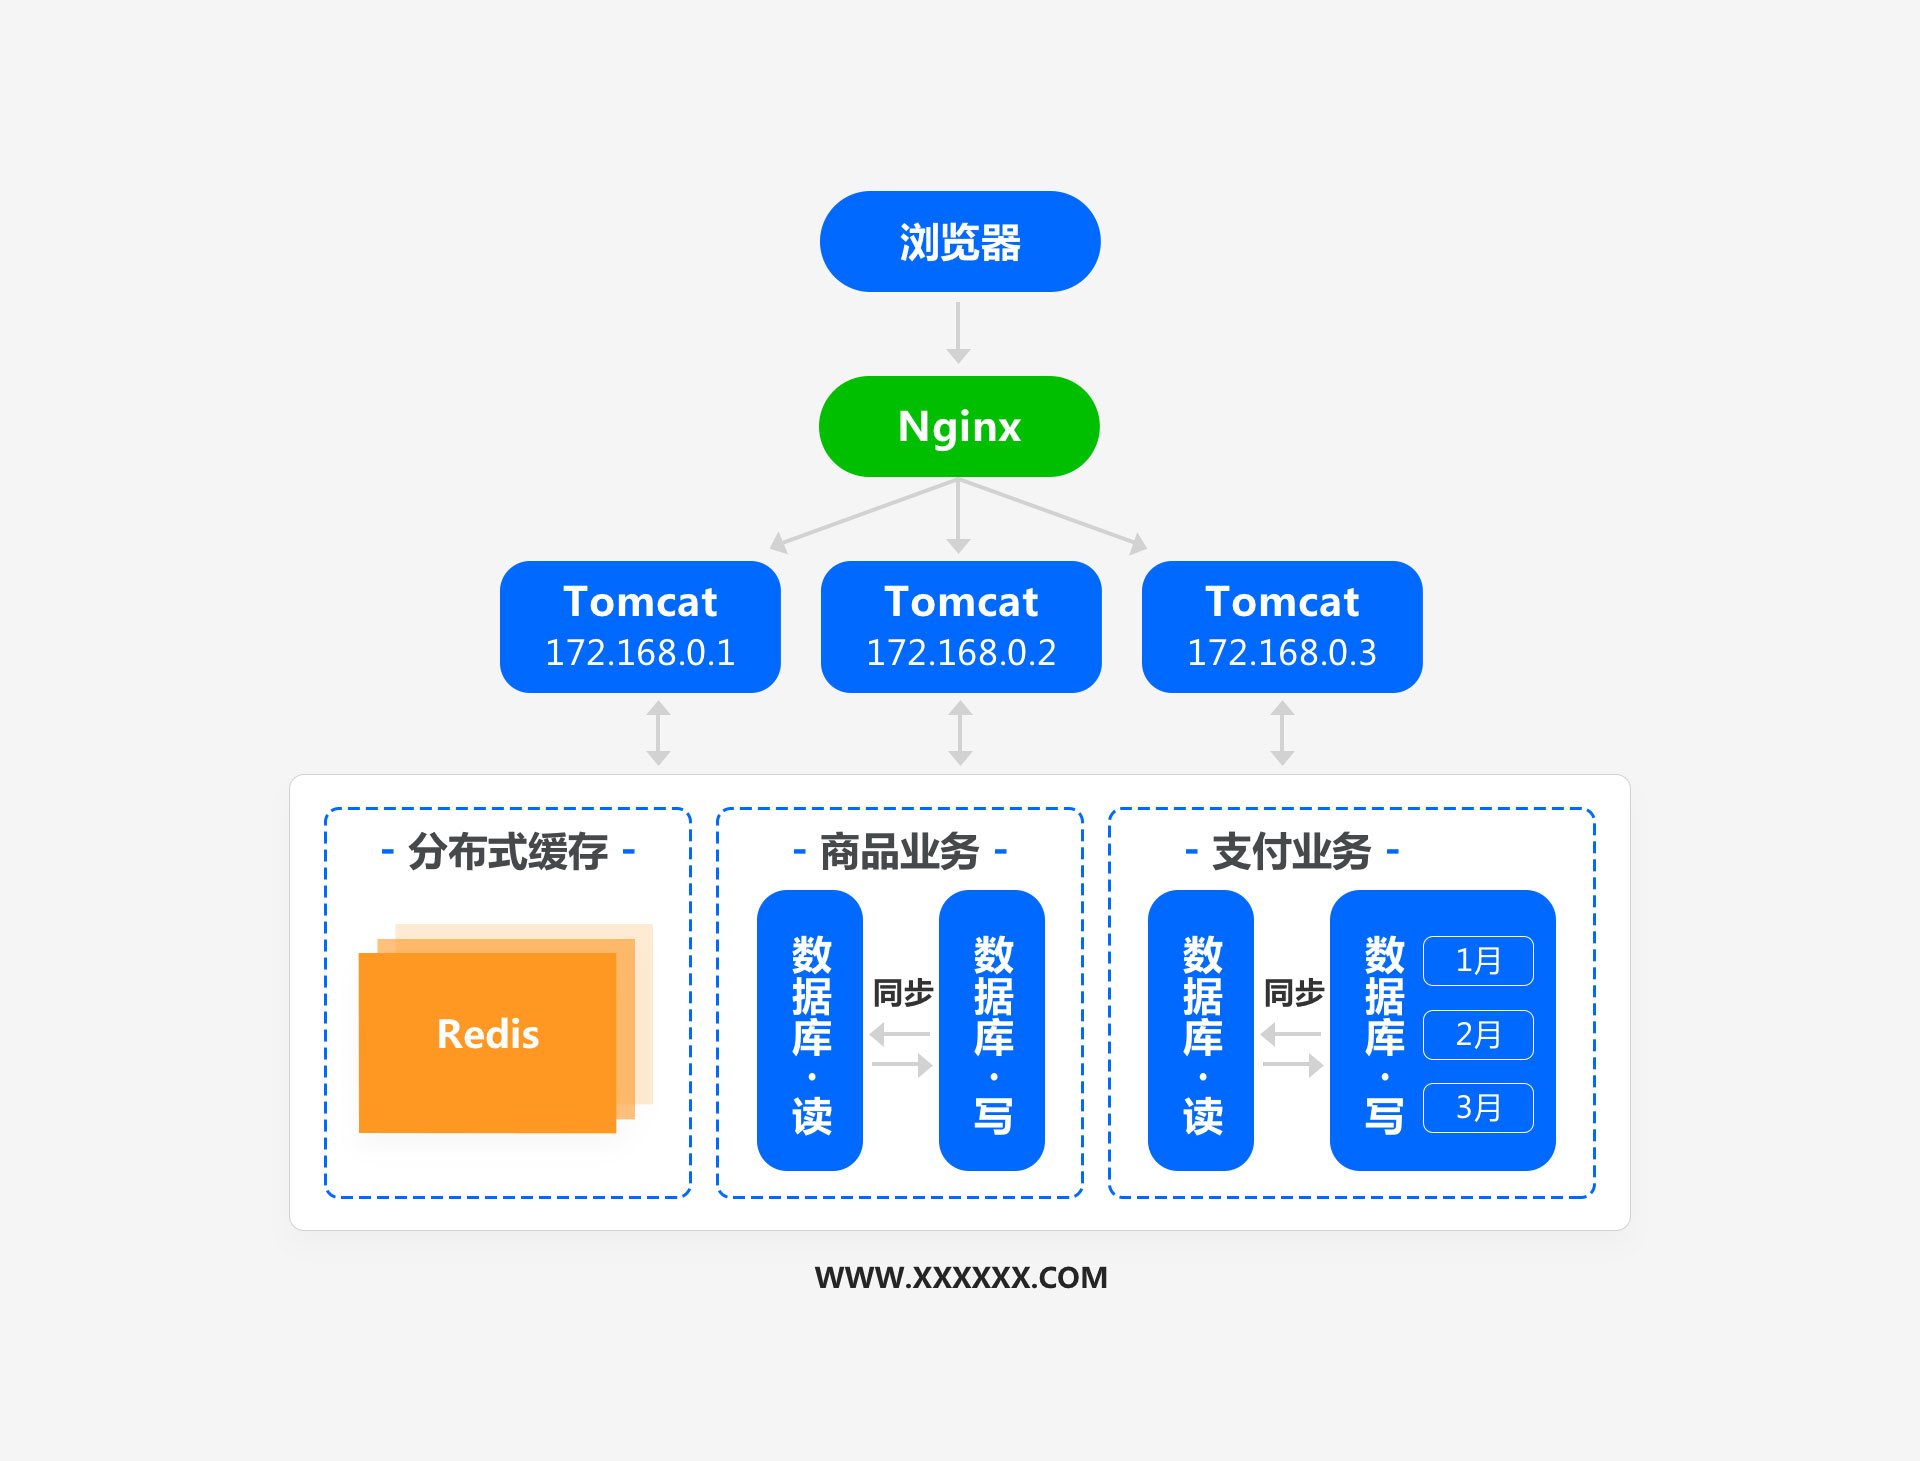 浏览器
Nginx
Tomcat
172.168.0.1
Tomcat
172.168.0.2
Tomcat
172.168.0.3
- 分布式缓存 -
Redis
- 商品业务 -
数据库·读
同步
数据库·写
- 支付业务 -
数据库·读
同步
数据库·写
1月
2月
3月
WWW.XXXXXX.COM